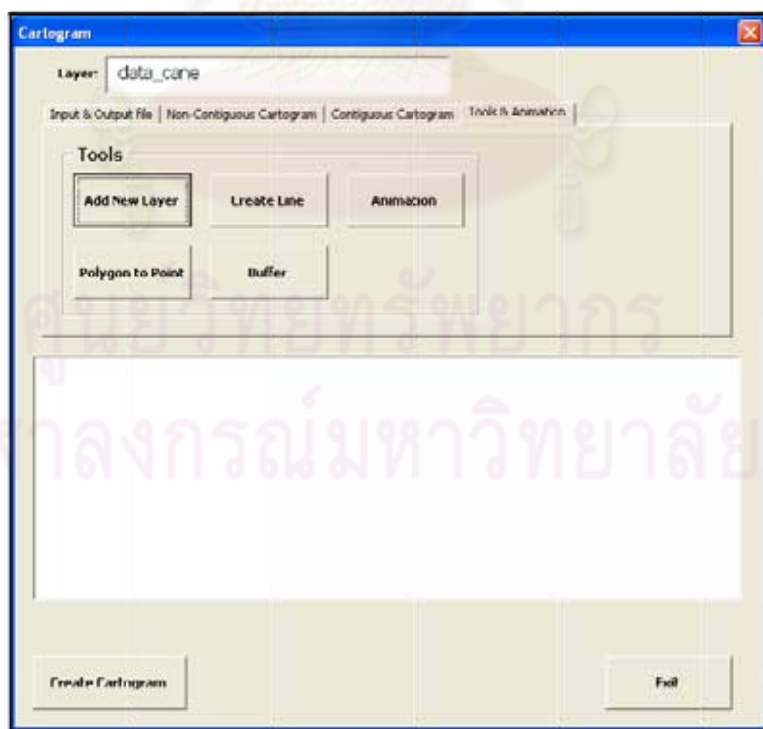 Cartogram
Layer: data_cane
Input & Output File | Non-Contiguous Cartogram | Contiguous Cartogram | Tools & Animation
Tools
Add New Layer
Create Line
Animation
Polygon to Point
Buffer
ศูนย์วิทยทรัพยากร
าลงกรณ์มหาวิทยาลัย
Create Cartogram
Exit